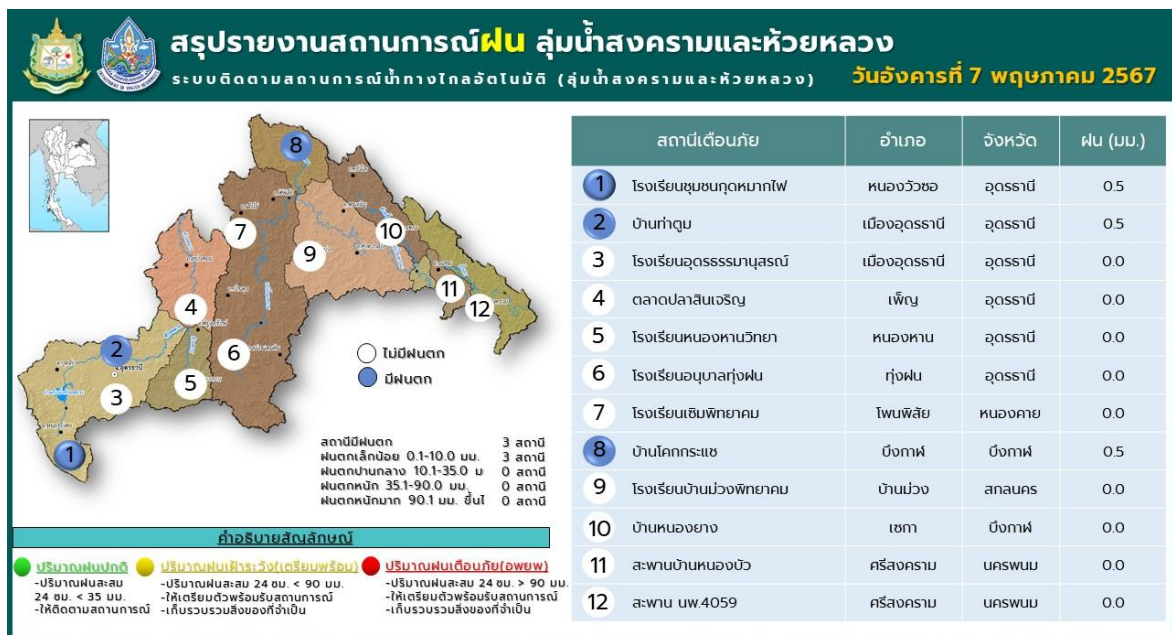 สรุปรายงานสถานการณ์ฝน ลุ่มน้ำสงครามและห้วยหลวง
ระบบติดตามสถานการณ์น้ำทางไกลอัตโนมัติ (ลุ่มน้ำสงครามและห้วยหลวง)
วันอังคารที่ 7 พฤษภาคม 2567
8
7
10
9
11
12
4
2
6
5
3
1
ไม่มีฝนตก
มีฝนตก
สถานีมีฝนตก 3 สถานี
ฝนตกเล็กน้อย 0.1-10.0 มม. 3 สถานี
ฝนตกปานกลาง 10.1-35.0 ม 0 สถานี
ฝนตกหนัก 35.1-90.0 มม. 0 สถานี
ฝนตกหนักมาก 90.1 มม. ขึ้นไ 0 สถานี
คำอธิบายสัญลักษณ์
ปริมาณฝนปกติ
-ปริมาณฝนสะสม
24 ชม. < 35 มม.
-ให้ติดตามสถานการณ์
ปริมาณฝนเฝ้าระวัง(เตรียมพร้อม)
-ปริมาณฝนสะสม 24 ชม. < 90 มม.
-ให้เตรียมตัวพร้อมรับสถานการณ์
-เก็บรวบรวมสิ่งของที่จำเป็น
ปริมาณฝนเตือนภัย(อพยพ)
-ปริมาณฝนสะสม 24 ชม. > 90 มม.
-ให้เตรียมตัวพร้อมรับสถานการณ์
-เก็บรวบรวมสิ่งของที่จำเป็น
สถานีเตือนภัย อำเภอ จังหวัด ฝน (มม.)
1 โรงเรียนชุมชนกุดหมากไฟ หนองวัวซอ อุดรธานี 0.5
2 บ้านท่าตูม เมืองอุดรธานี อุดรธานี 0.5
3 โรงเรียนอุดรธรรมานุสรณ์ เมืองอุดรธานี อุดรธานี 0.0
4 ตลาดปลาสินเจริญ เพ็ญ อุดรธานี 0.0
5 โรงเรียนหนองหานวิทยา หนองหาน อุดรธานี 0.0
6 โรงเรียนอนุบาลทุ่งฝน ทุ่งฝน อุดรธานี 0.0
7 โรงเรียนเซิมพิทยาคม โพนพิสัย หนองคาย 0.0
8 บ้านโคกกระแซ บึงกาฬ บึงกาฬ 0.5
9 โรงเรียนบ้านม่วงพิทยาคม บ้านม่วง สกลนคร 0.0
10 บ้านหนองยาง เซกา บึงกาฬ 0.0
11 สะพานบ้านหนองบัว ศรีสงคราม นครพนม 0.0
12 สะพาน นพ.4059 ศรีสงคราม นครพนม 0.0